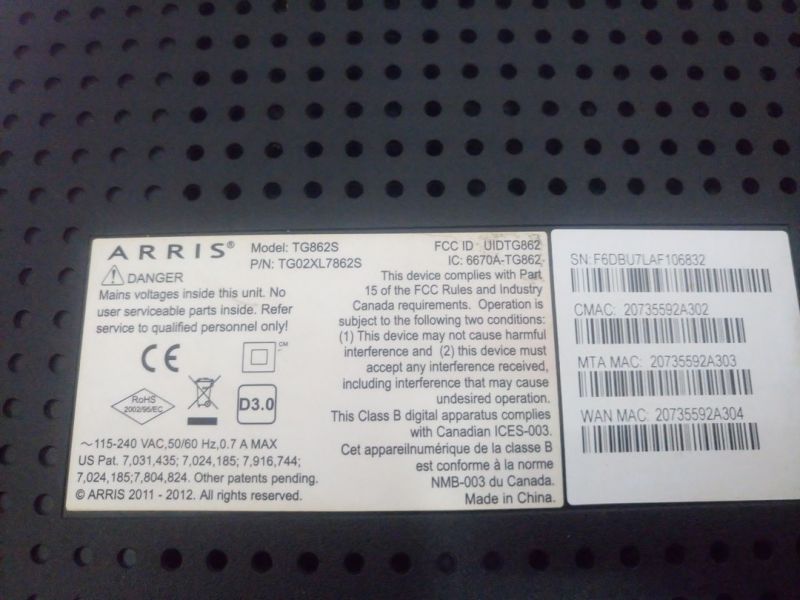 ARRIS® Model: TG862S
P/N: TG02XL7862S
DANGER
Mains voltages inside this unit. No
user serviceable parts inside. Refer
service to qualified personnel only!
CE
CM
RoHS
2002/95/EC
D3.0
~115-240 VAC,50/60 Hz,0.7 A MAX
US Pat. 7,031,435; 7,024,185; 7,916,744;
7,024,185;7,804,824. Other patents pending.
© ARRIS 2011 - 2012. All rights reserved.
FCC ID : UIDTG862
IC: 6670A-TG862
This device complies with Part
15 of the FCC Rules and Industry
Canada requirements. Operation is
subject to the following two conditions:
(1) This device may not cause harmful
interference and (2) this device must
accept any interference received,
including interference that may cause
undesired operation.
This Class B digital apparatus complies
with Canadian ICES-003.
Cet appareilnumérique de la classe B
est conforme à la norme
NMB-003 du Canada.
Made in China.
SN: F6DBU7LAF106832
CMAC: 20735592A302
MTA MAC: 20735592A303
WAN MAC: 20735592A304